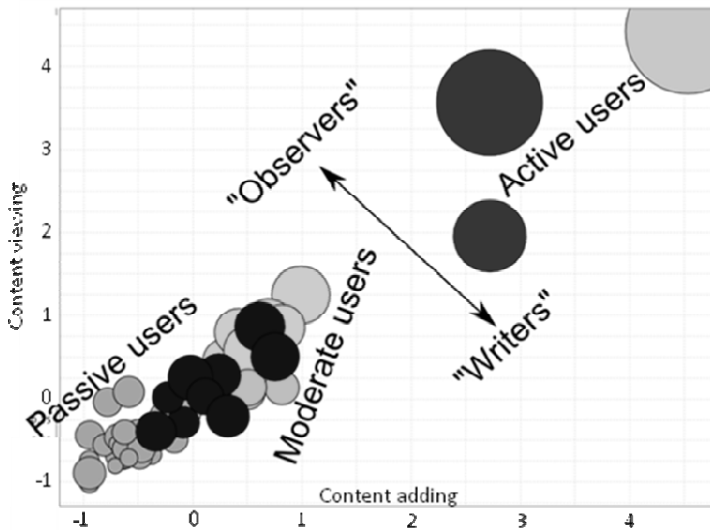 4
3
2
1
0
-1
Content viewing
"Observers"
Active users
Passive users
Moderate users
"Writers"
Content adding
-1
0
1
2
3
4